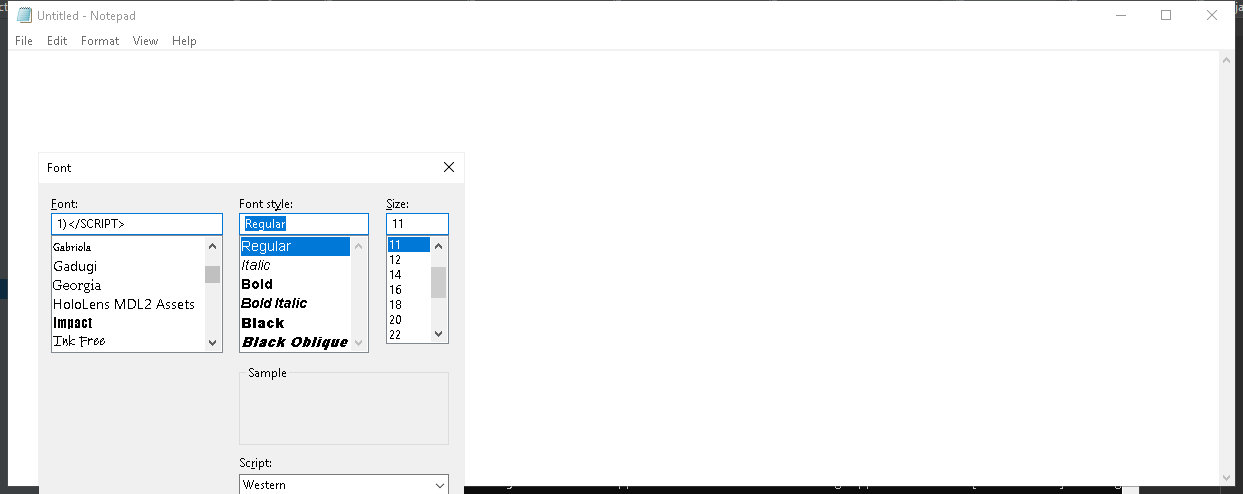 Untitled - Notepad
File Edit Format View Help
Font
Font: Font style: Size:
1)</SCRIPT> Regular 11
Gabriola
Gadugi
Georgia
HoloLens MDL2 Assets
Impact
Ink Free
Regular
Italic
Bold
Bold Italic
Black
Black Oblique
11
12
14
16
18
20
22
Sample
Script:
Western